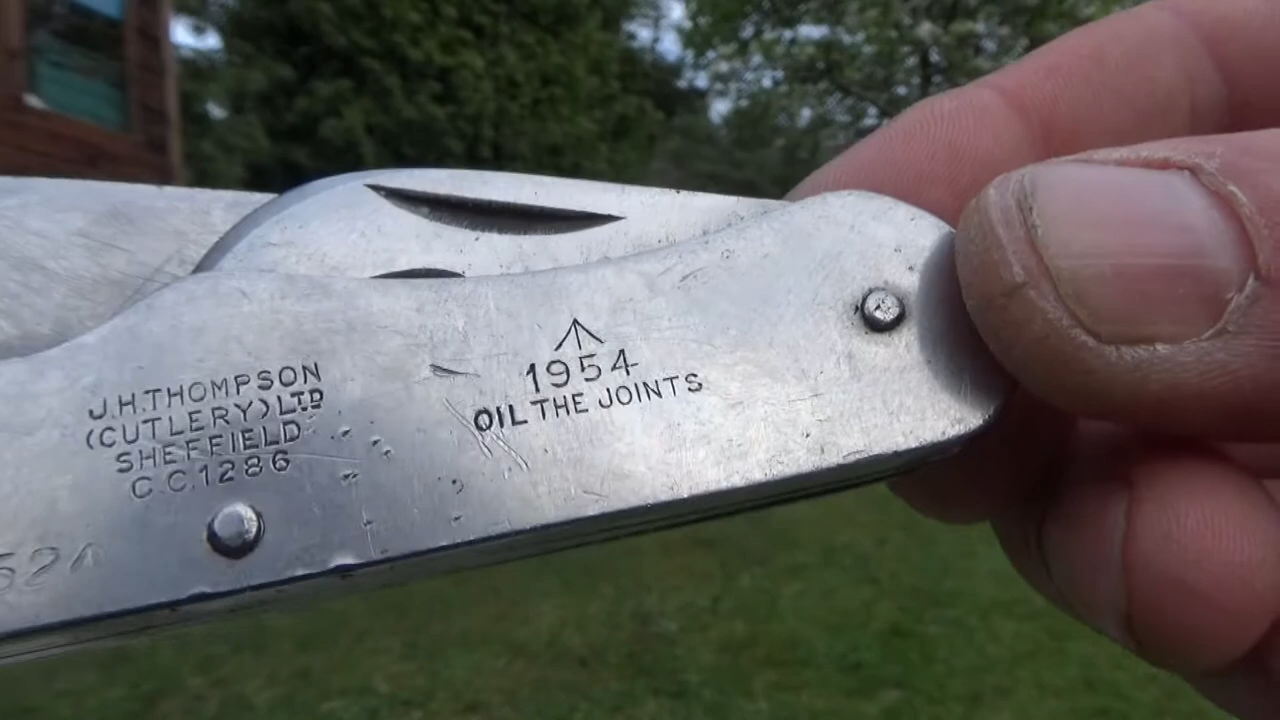 J.H.THOMPSON
(CUTLERY) LTD
SHEFFIELD
C.C.1286
1954
OIL THE JOINTS